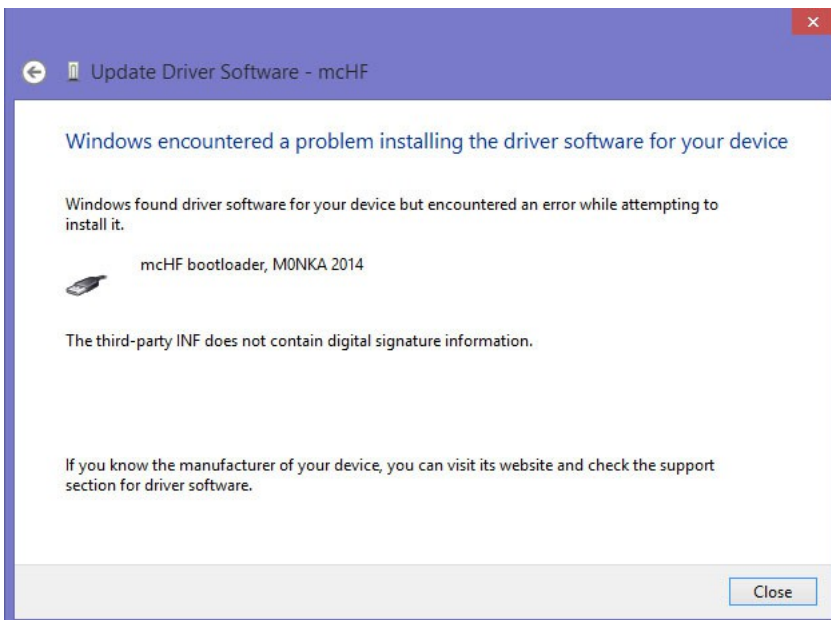 Update Driver Software - mcHF
Windows encountered a problem installing the driver software for your device
Windows found driver software for your device but encountered an error while attempting to
install it.
mcHF bootloader, M0NKA 2014
The third-party INF does not contain digital signature information.
If you know the manufacturer of your device, you can visit its website and check the support
section for driver software.
Close